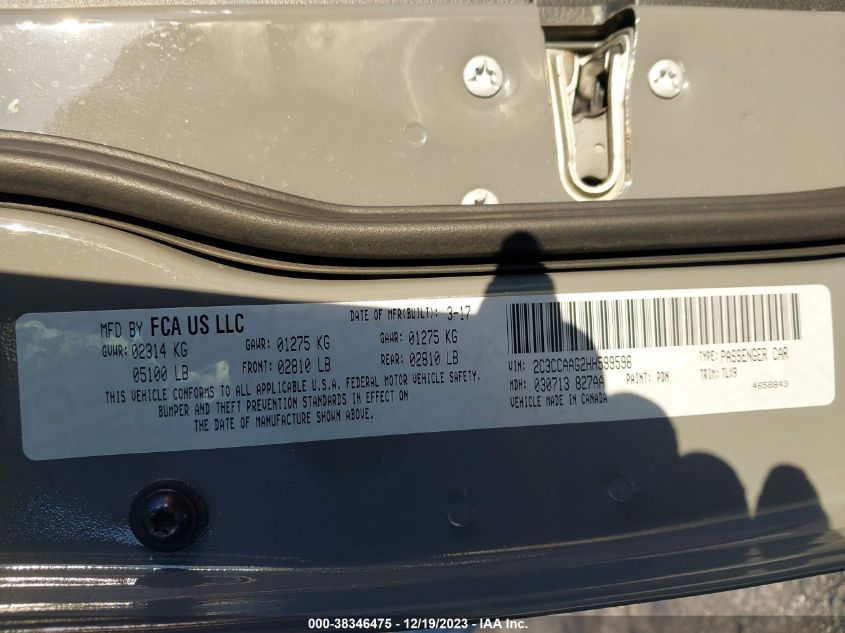 MFD BY FCA US LLC
DATE OF MFR(BUILT): 3-17
GVWR: 02314 KG
GAWR: 01275 KG
GAWR: 01275 KG
05100 LB
FRONT: 02810 LB
REAR: 02810 LB
THIS VEHICLE CONFORMS TO ALL APPLICABLE U.S.A. FEDERAL MOTOR VEHICLE SAFETY,
BUMPER AND THEFT PREVENTION STANDARDS IN EFFECT ON
THE DATE OF MANUFACTURE SHOWN ABOVE.
VIN: 2C3CCAAG2HH599596
TYPE: PASSENGER CAR
MDH: 030713 827AA
PAINT: PDN
TRIM: TLX9
VEHICLE MADE IN CANADA
4658843
000-38346475 - 12/19/2023 - IAA Inc.